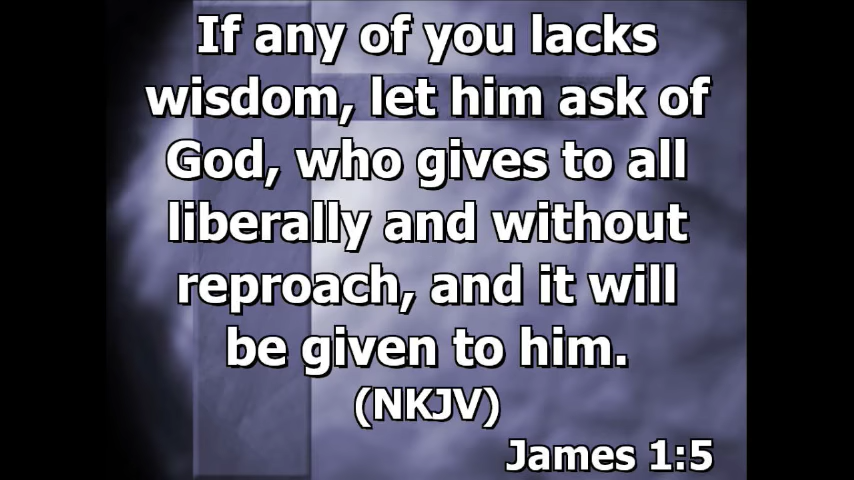 If any of you lacks
wisdom, let him ask of
God, who gives to all
liberally and without
reproach, and it will
be given to him.
(NKJV)
James 1:5